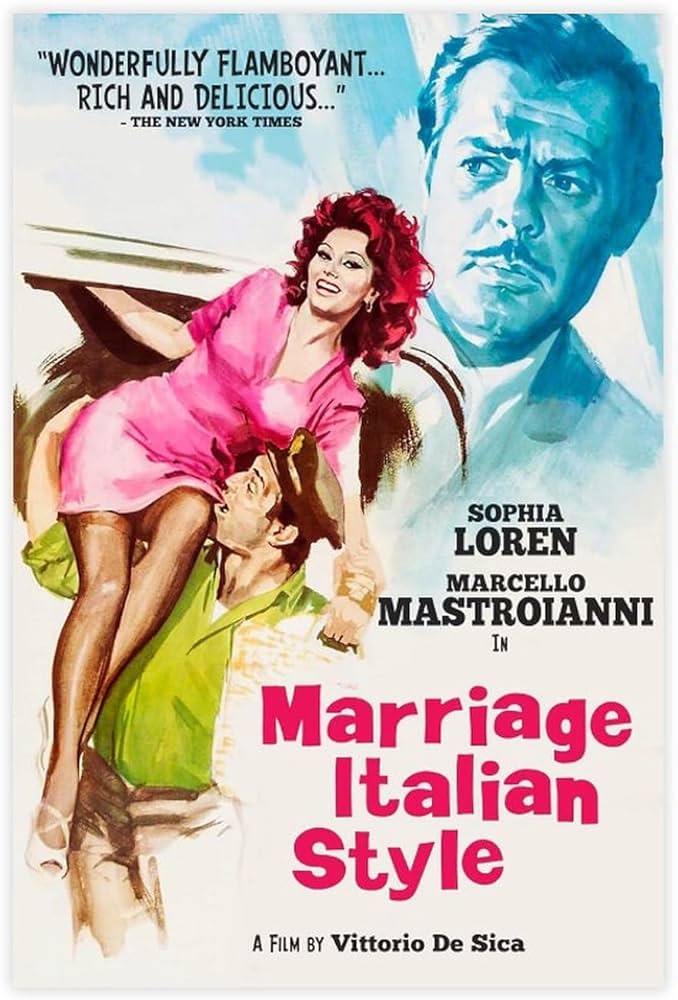 "WONDERFULLY FLAMBOYANT...
RICH AND DELICIOUS..."
- THE NEW YORK TIMES
SOPHIA
LOREN
MARCELLO
MASTROIANNI
IN
Marriage
Italian
Style
A FILM BY Vittorio De Sica